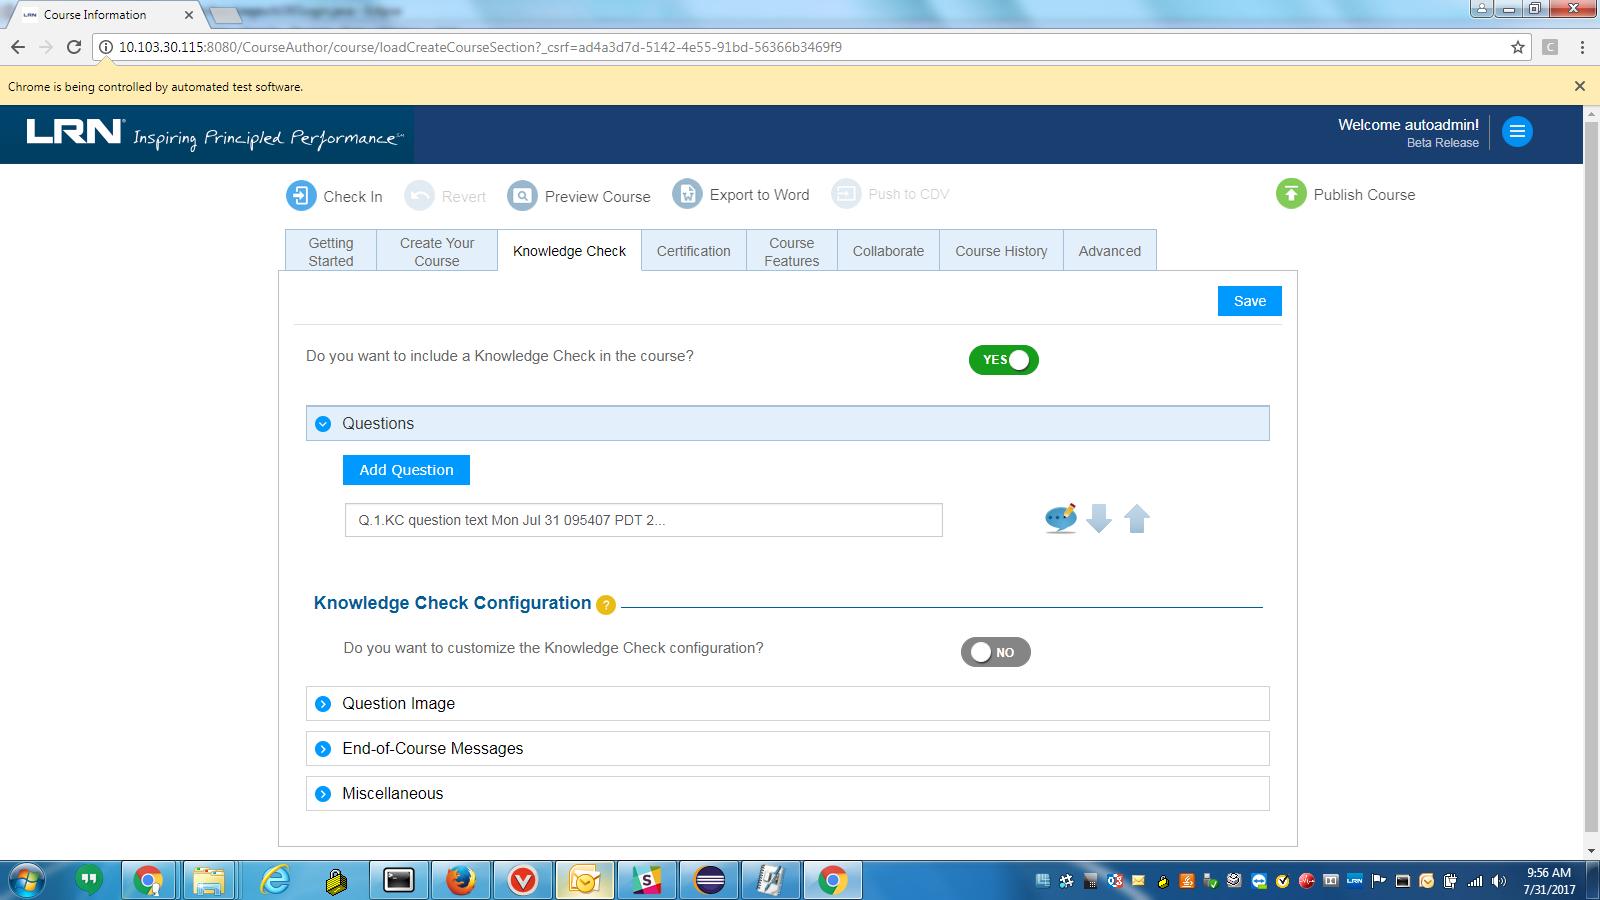 LRN Course Information
10.103.30.115:8080/CourseAuthor/course/loadCreateCourseSection?_csrf=ad4a3d7d-5142-4e55-91bd-56366b3469f9
C
Chrome is being controlled by automated test software.
LRN Inspiring Principled Performance℠
Welcome autoadmin!
Beta Release
Check In
Revert
Preview Course
Export to Word
Push to CDV
Publish Course
Getting Started
Create Your Course
Knowledge Check
Certification
Course Features
Collaborate
Course History
Advanced
Save
Do you want to include a Knowledge Check in the course?
YES
Questions
Add Question
Q.1.KC question text Mon Jul 31 095407 PDT 2...
Knowledge Check Configuration ?
Do you want to customize the Knowledge Check configuration?
NO
Question Image
End-of-Course Messages
Miscellaneous
LRN
9:56 AM
7/31/2017